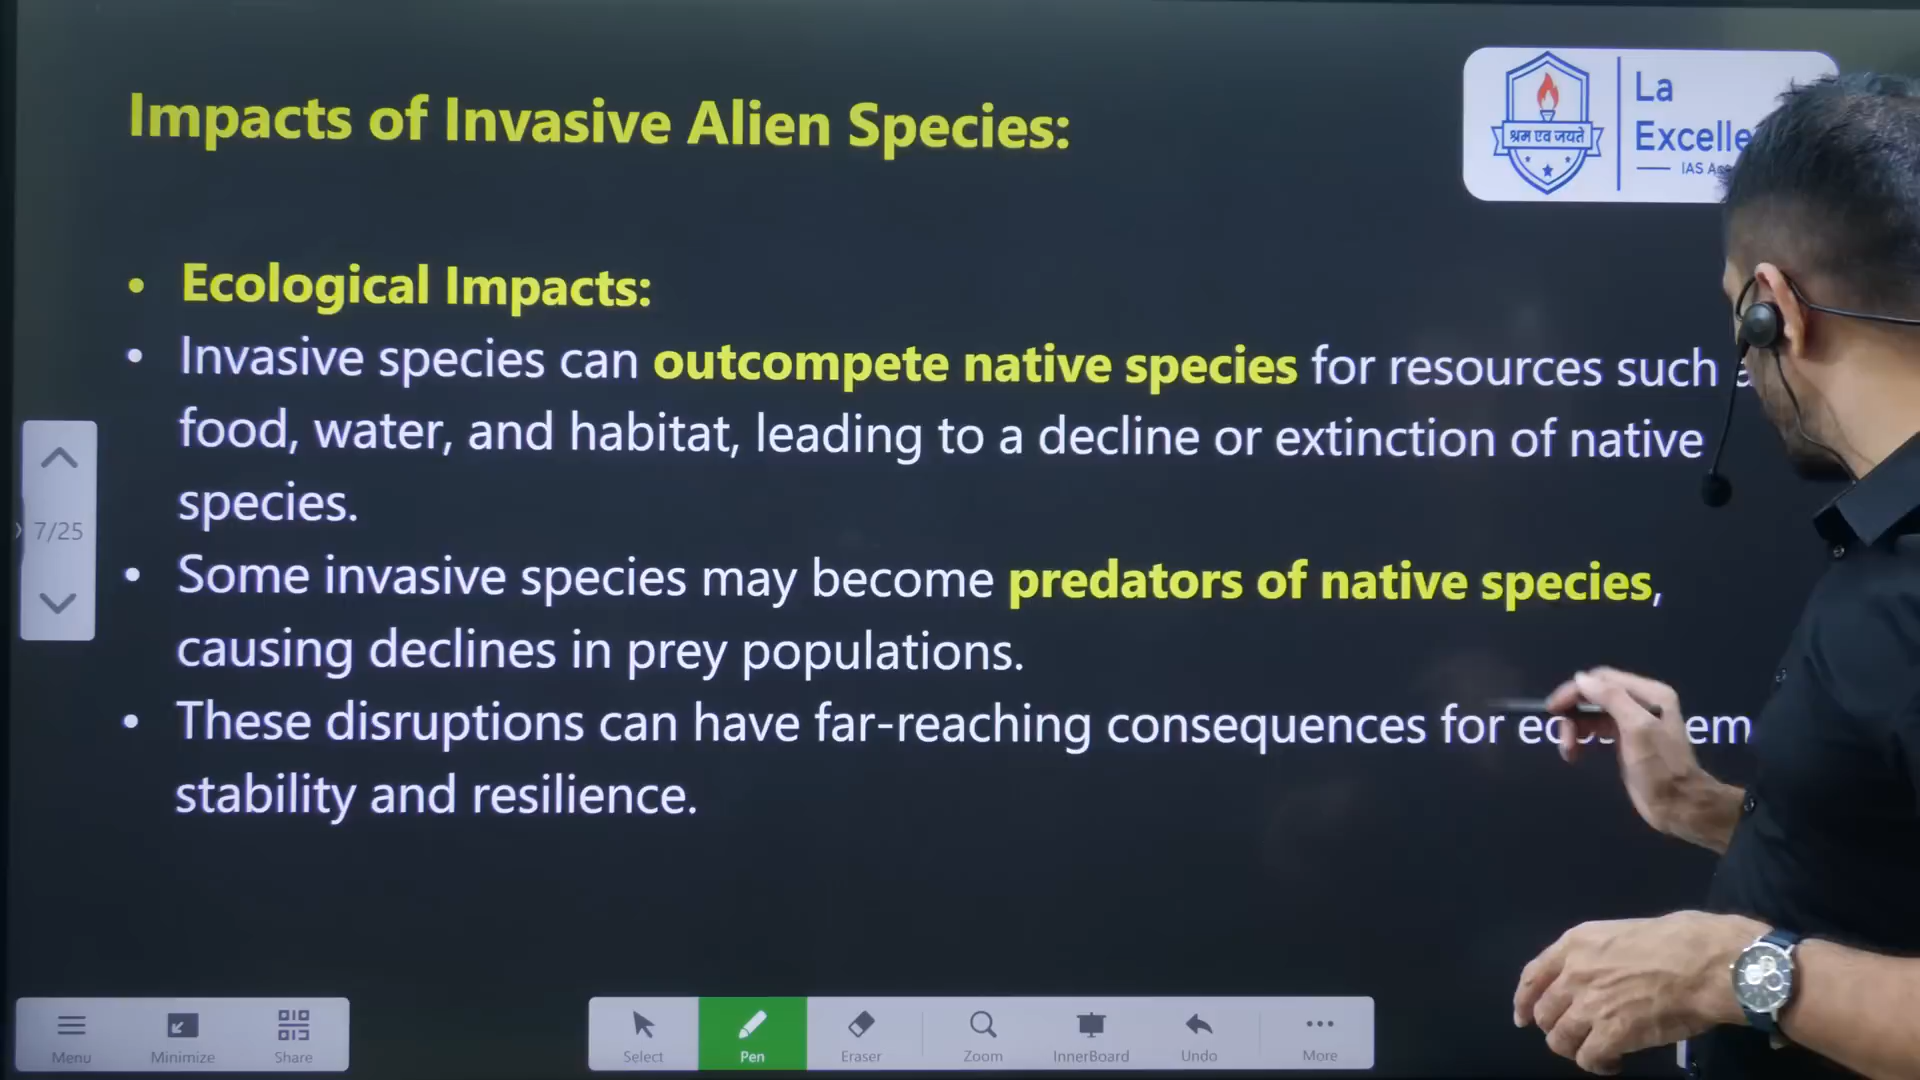 Impacts of Invasive Alien Species:
श्रम एव जयते
La
IAS
• Ecological Impacts:
• Invasive species can outcompete native species for resources such
food, water, and habitat, leading to a decline or extinction of native
species.
• Some invasive species may become predators of native species,
causing declines in prey populations.
• These disruptions can have far-reaching consequences for
stability and resilience.
7/25
Menu
Minimize
Share
Select
Pen
Eraser
Zoom
InnerBoard
Undo
More